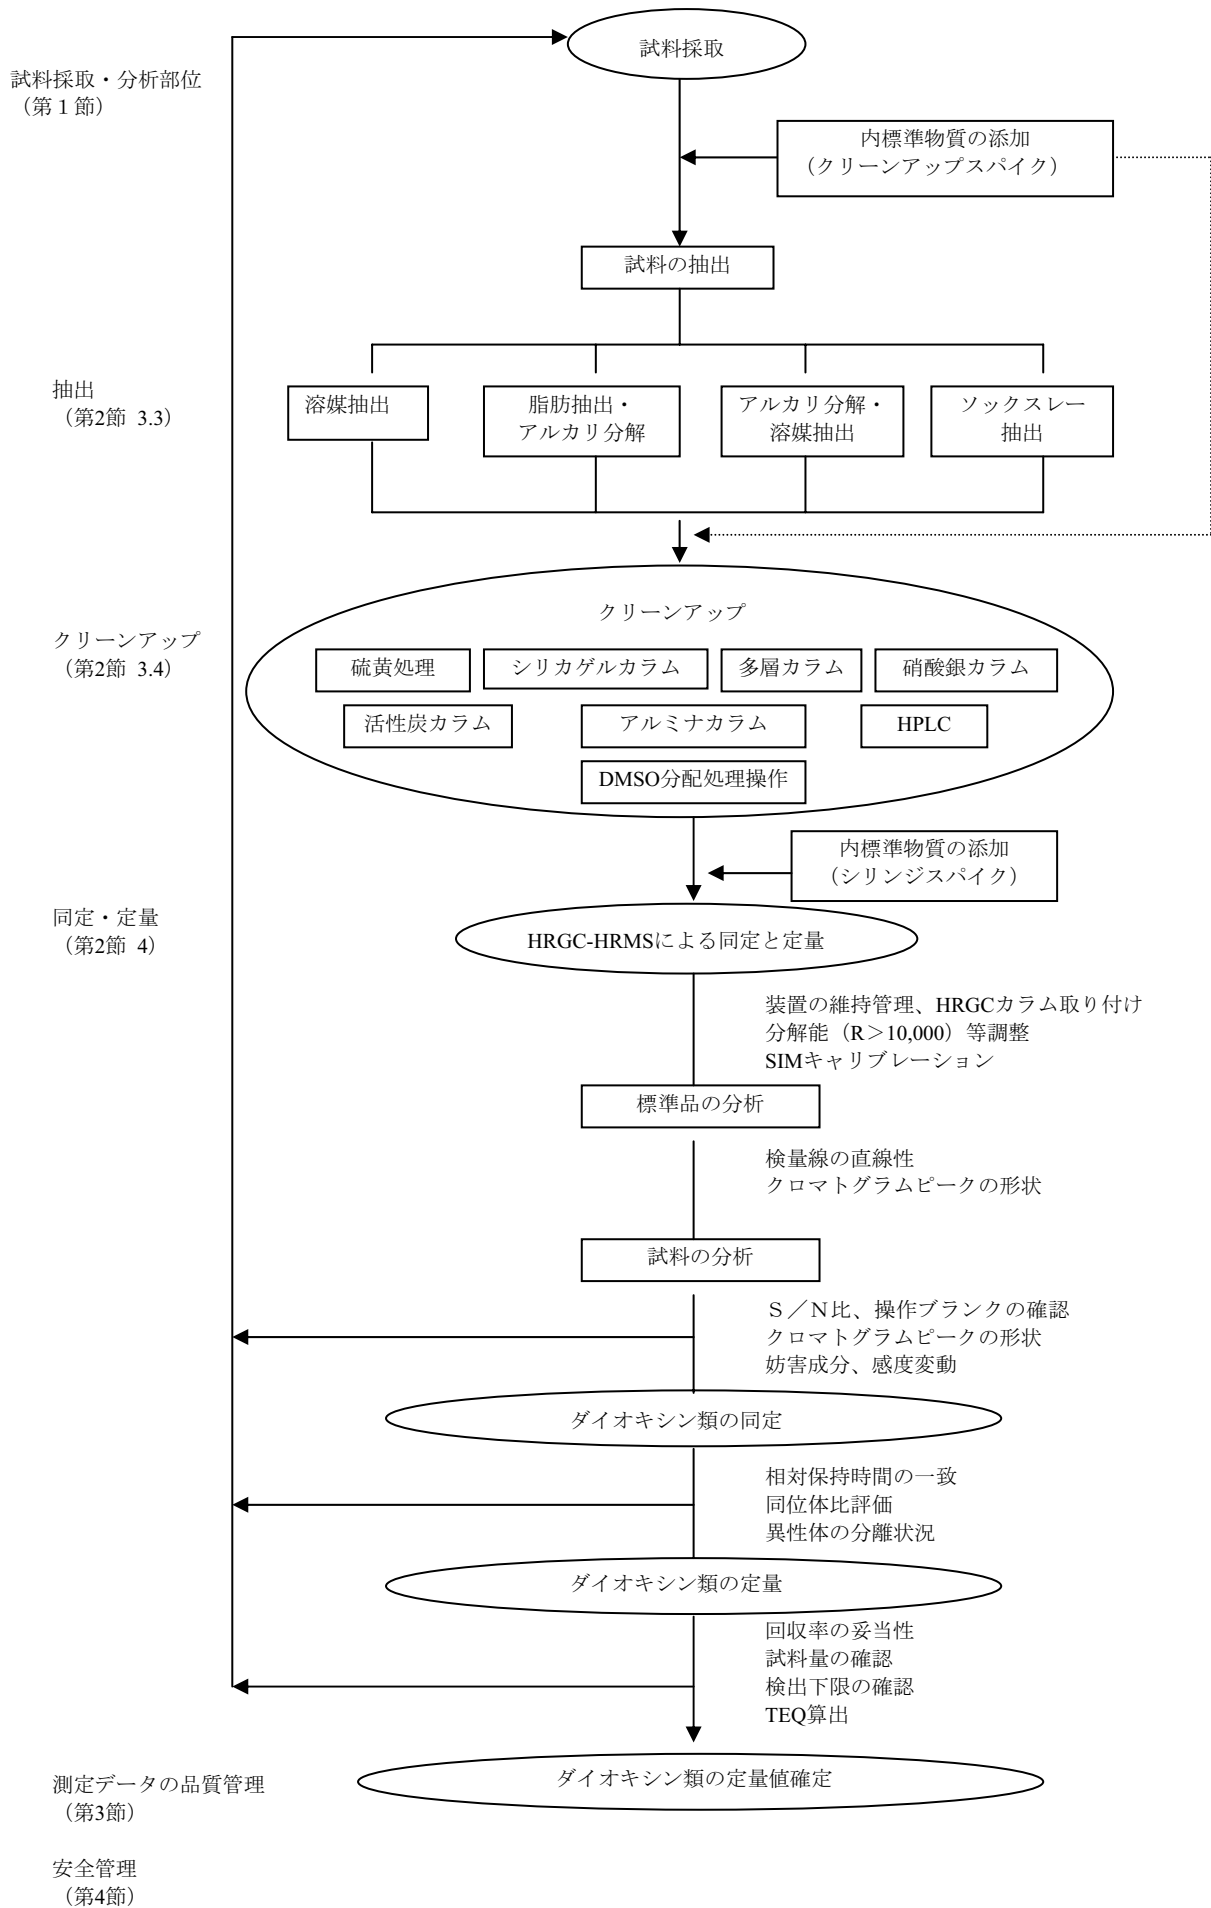 試料採取
試料採取・分析部位
（第１節）
内標準物質の添加
（クリーンアップスパイク）
試料の抽出
抽出
（第2節 3.3）
溶媒抽出
脂肪抽出・
アルカリ分解
アルカリ分解・
溶媒抽出
ソックスレー
抽出
クリーンアップ
クリーンアップ
（第2節 3.4）
硫黄処理
シリカゲルカラム
多層カラム
硝酸銀カラム
活性炭カラム
アルミナカラム
HPLC
DMSO分配処理操作
内標準物質の添加
（シリンジスパイク）
同定・定量
（第2節 4）
HRGC-HRMSによる同定と定量
装置の維持管理、HRGCカラム取り付け
分解能（R＞10,000）等調整
SIMキャリブレーション
標準品の分析
検量線の直線性
クロマトグラムピークの形状
試料の分析
Ｓ／Ｎ比、操作ブランクの確認
クロマトグラムピークの形状
妨害成分、感度変動
ダイオキシン類の同定
相対保持時間の一致
同位体比評価
異性体の分離状況
ダイオキシン類の定量
回収率の妥当性
試料量の確認
検出下限の確認
TEQ算出
ダイオキシン類の定量値確定
測定データの品質管理
（第3節）
安全管理
（第4節）